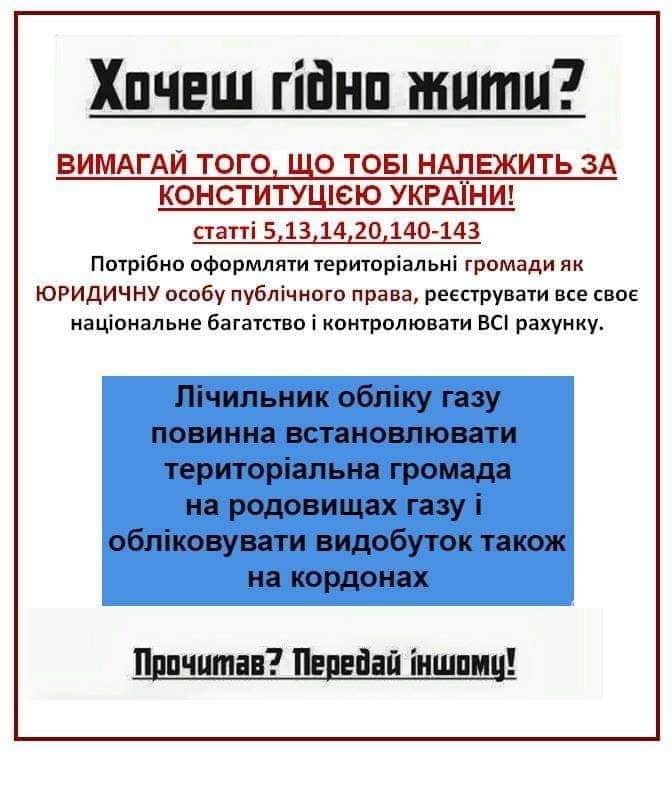 Хочеш гідно жити?
ВИМАГАЙ ТОГО, ЩО ТОБІ НАЛЕЖИТЬ ЗА
КОНСТИТУЦІЄЮ УКРАЇНИ!
статті 5,13,14,20,140-143
Потрібно оформляти територіальні громади як
ЮРИДИЧНУ особу публічного права, реєструвати все своє
національне багатство і контролювати ВСІ рахунку.
Лічильник обліку газу
повинна встановлювати
територіальна громада
на родовищах газу і
обліковувати видобуток також
на кордонах
Прочитав? Передай іншому!